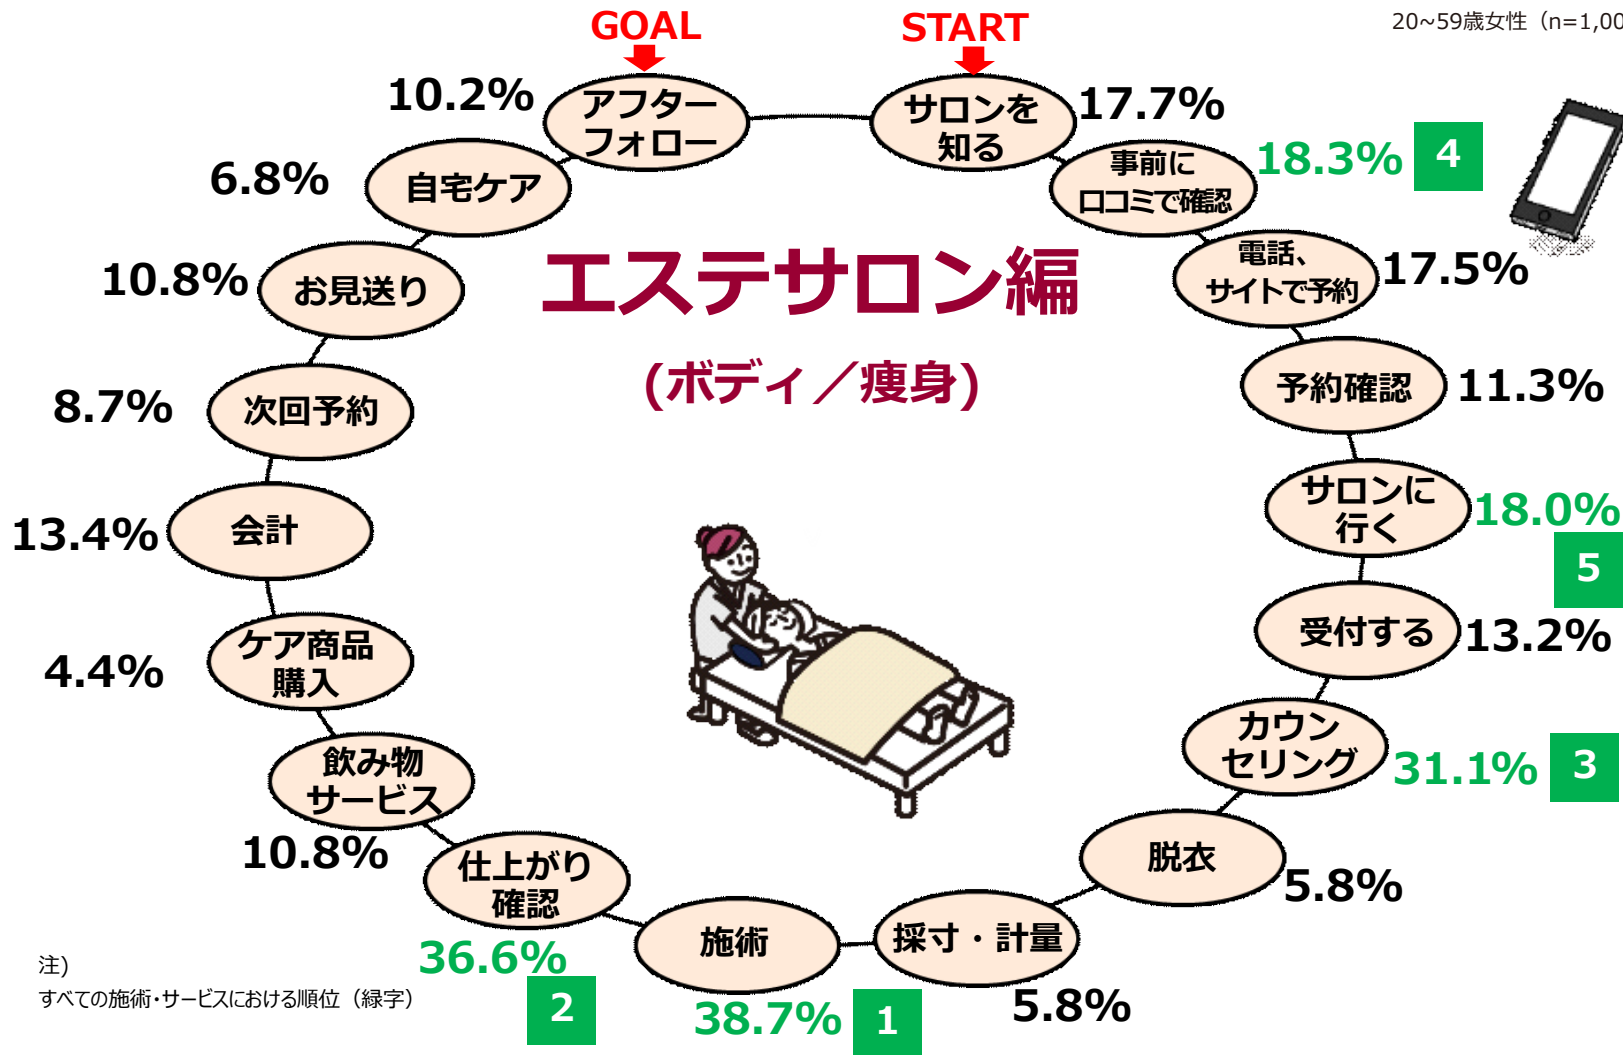 GOAL
START
20~59歳女性（n=1,00
アフター
フォロー
10.2%
サロンを
知る
17.7%
事前に
口コミで確認
18.3%
4
電話、
サイトで予約
17.5%
予約確認
11.3%
サロンに
行く
18.0%
5
受付する
13.2%
カウン
セリング
31.1%
3
脱衣
5.8%
採寸・計量
5.8%
施術
38.7%
1
仕上がり
確認
36.6%
2
飲み物
サービス
10.8%
ケア商品
購入
4.4%
会計
13.4%
次回予約
8.7%
お見送り
10.8%
自宅ケア
6.8%
エステサロン編
(ボディ／痩身)
注)
すべての施術・サービスにおける順位（緑字）